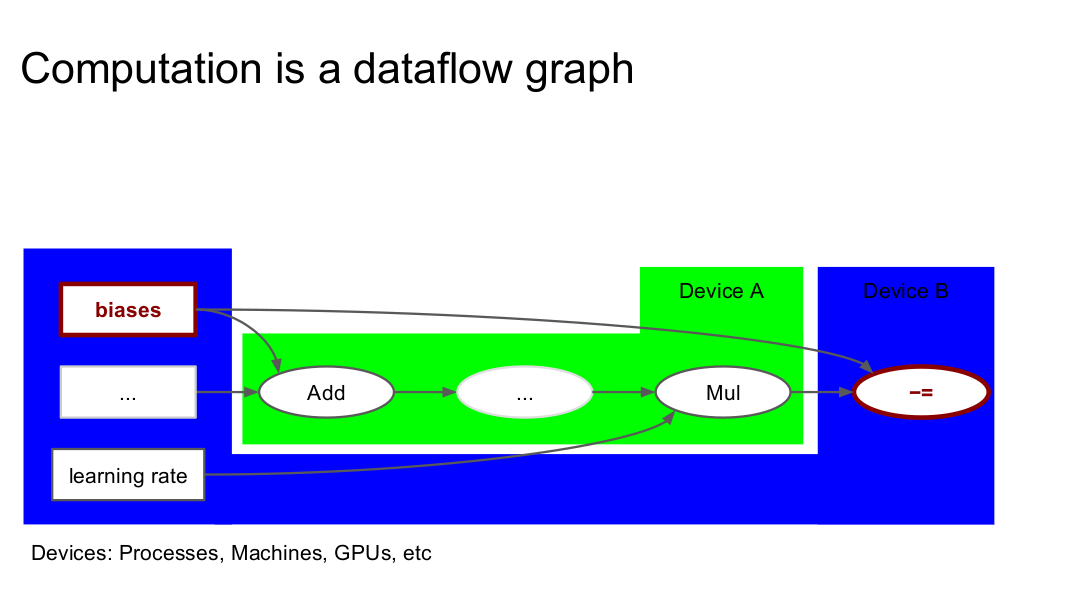 Computation is a dataflow graph
Device A
Device B
biases
...
Add
...
Mul
−=
learning rate
Devices: Processes, Machines, GPUs, etc